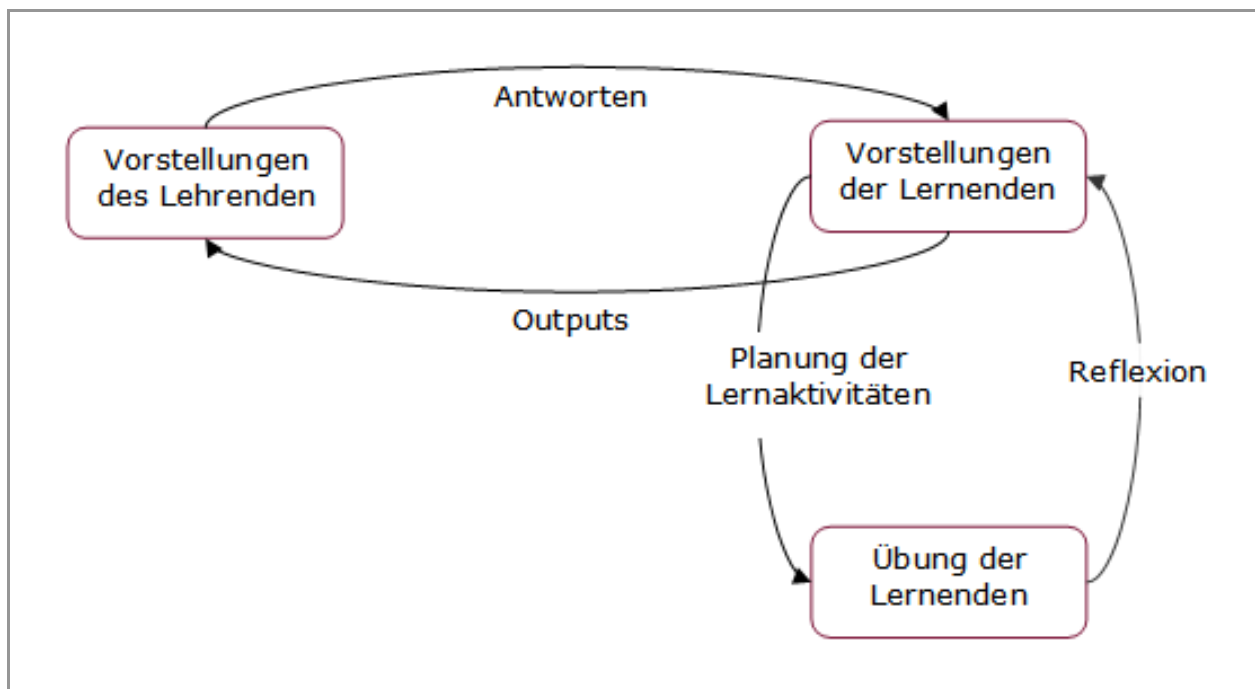 Antworten
Vorstellungen
des Lehrenden
Vorstellungen
der Lernenden
Outputs
Planung der
Lernaktivitäten
Reflexion
Übung der
Lernenden